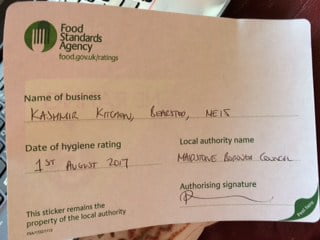 Food
Standards
Agency
food.gov.uk/ratings
Name of business
KASHMIR KITCHEN, BEARSTED, ME15
Date of hygiene rating
1ST AUGUST 2017
Local authority name
MAIDSTONE BOROUGH COUNCIL
Authorising signature
This sticker remains the
property of the local authority
Peel here